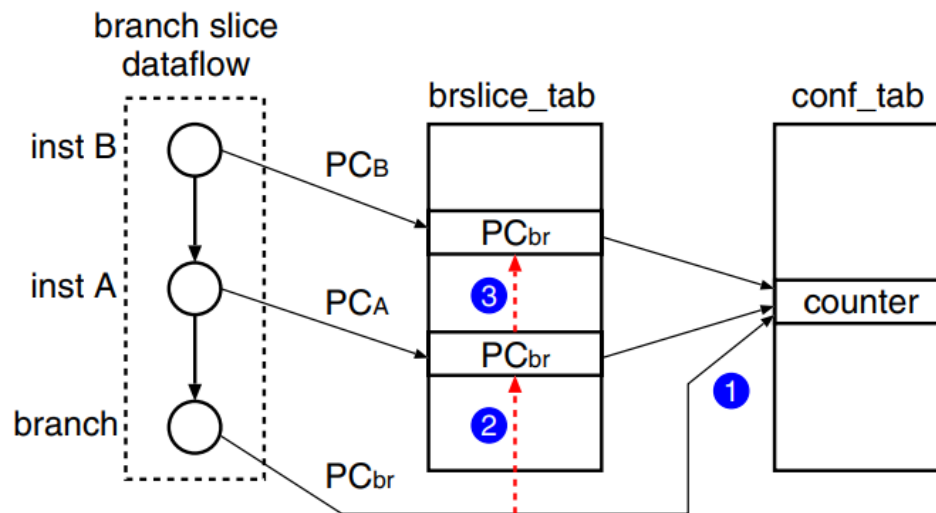 branch slice
dataflow
brslice_tab
conf_tab
inst B
PCB
PCbr
inst A
3
PCA
counter
PCbr
1
branch
2
PCbr